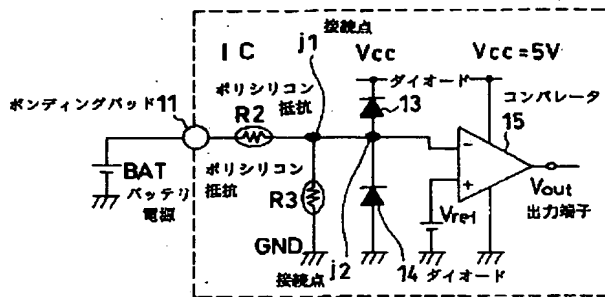 接続点
IC
j1
Vcc
Vcc=5V
ポリシリコン
抵抗
ダイオード
13
コンパレータ
15
ボンディングパッド 11
R2
BAT
バッテリ
電源
ポリシリコン
抵抗
R3
-
+
Vref
Vout
出力端子
GND
接続点
j2
14 ダイオード